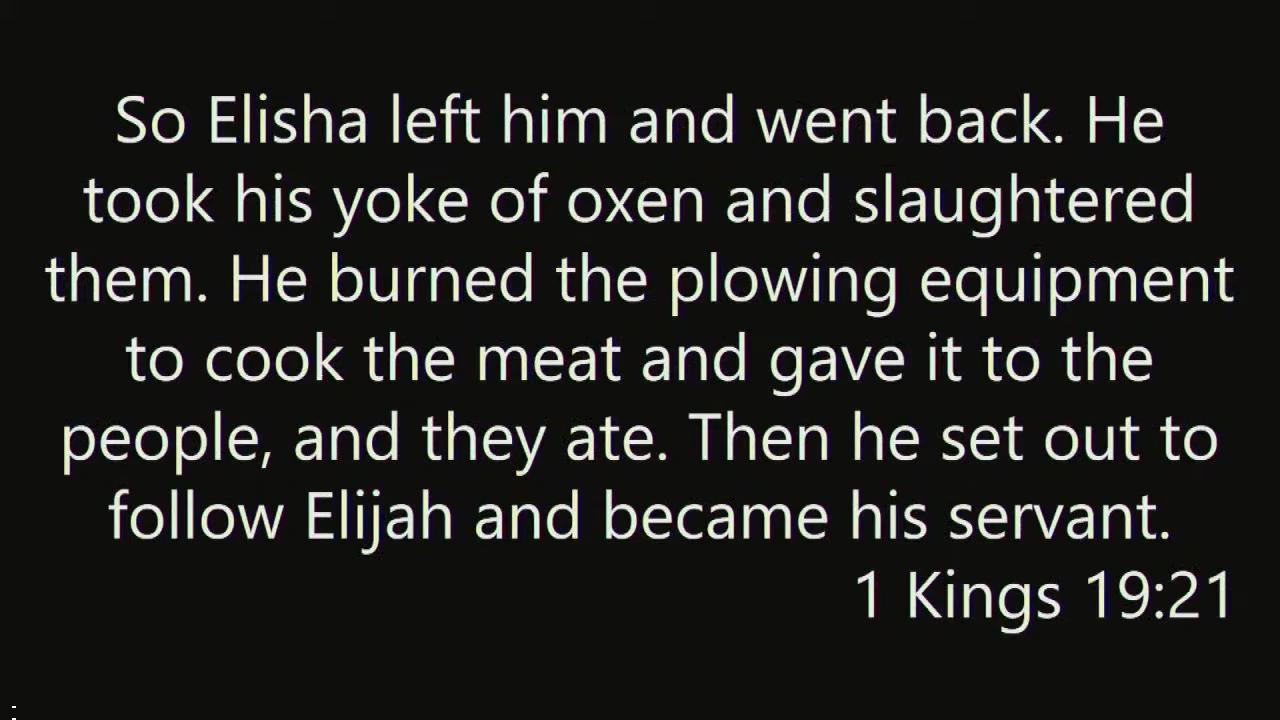 So Elisha left him and went back. He
took his yoke of oxen and slaughtered
them. He burned the plowing equipment
to cook the meat and gave it to the
people, and they ate. Then he set out to
follow Elijah and became his servant.
1 Kings 19:21